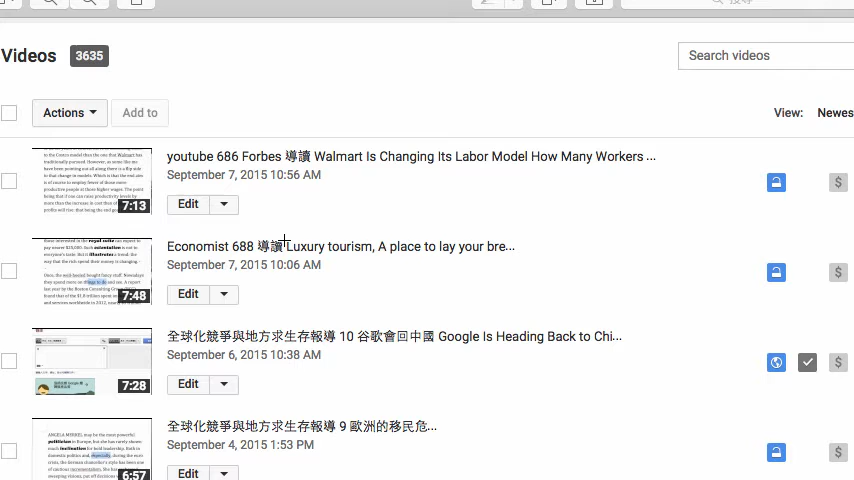 搜尋
Videos 3635
Search videos
Actions Add to
View: Newes
youtube 686 Forbes 導讀 Walmart Is Changing Its Labor Model How Many Workers ...
September 7, 2015 10:56 AM
7:13
Edit
$
Economist 688 導讀 Luxury tourism, A place to lay your bre...
September 7, 2015 10:06 AM
7:48
Edit
$
全球化競爭與地方求生存報導 10 谷歌會回中國 Google Is Heading Back to Chi...
September 6, 2015 10:38 AM
7:28
Edit
$
全球化競爭與地方求生存報導 9 歐洲的移民危...
September 4, 2015 1:53 PM
6:57
Edit
$